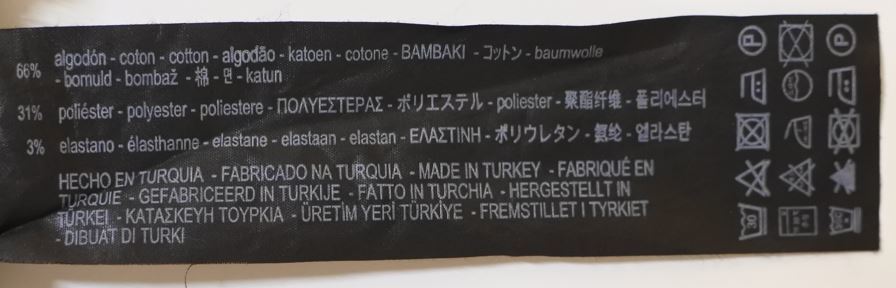 66% algodón - coton - cotton - algodão - katoen - cotone - BAMBAKI - コットン - baumwolle
- bomuld - bombaž - 棉 - 면 - katun
31% poliéster - polyester - poliestere - ΠΟΛΥΕΣΤΕΡΑΣ - ポリエステル - poliester - 聚酯纤维 - 폴리에스터
3% elastano - élasthanne - elastane - elastaan - elastan - ΕΛΑΣΤΙΝΗ - ポリウレタン - 氨纶 - 엘라스탄
HECHO EN TURQUIA - FABRICADO NA TURQUIA - MADE IN TURKEY - FABRIQUÉ EN
TURQUIE - GEFABRICEERD IN TURKIJE - FATTO IN TURCHIA - HERGESTELLT IN
TÜRKEI - ΚΑΤΑΣΚΕΥΗ ΤΟΥΡΚΙΑ - ÜRETİM YERİ TÜRKİYE - FREMSTILLET I TYRKIET
- DIBUAT DI TURKI
P
P
30